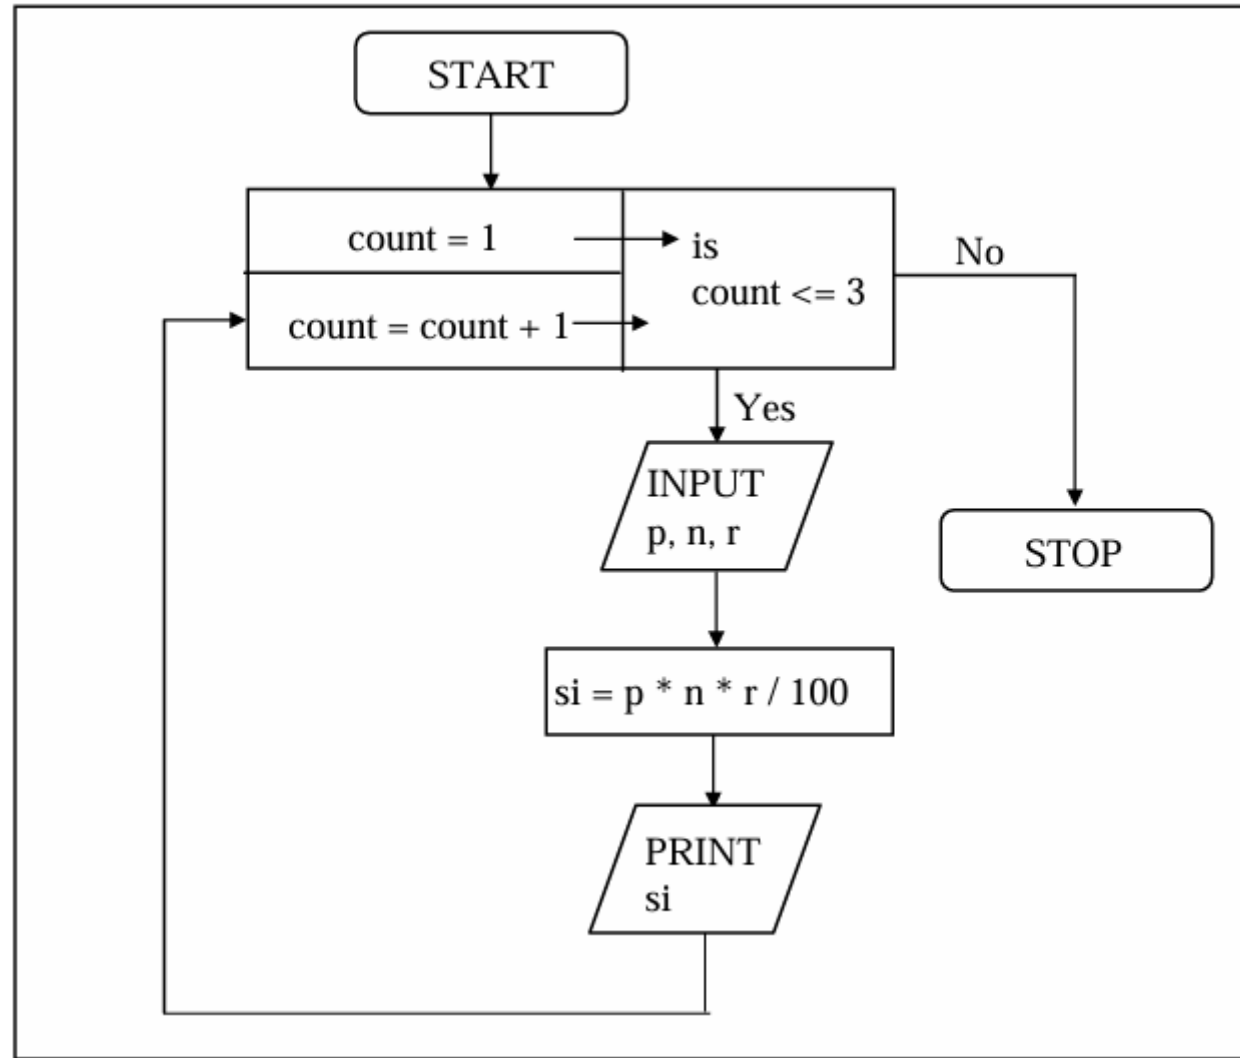 START
count = 1
is
count <= 3
No
count = count + 1
Yes
INPUT
p, n, r
STOP
si = p * n * r / 100
PRINT
si